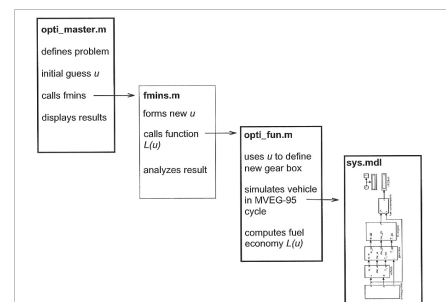 opti_master.m
defines problem
initial guess u
calls fmins
displays results
fmins.m
forms new u
calls function
L(u)
analyzes result
opti_fun.m
uses u to define
new gear box
simulates vehicle
in MVEG-95
cycle
computes fuel
economy L(u)
sys.mdl